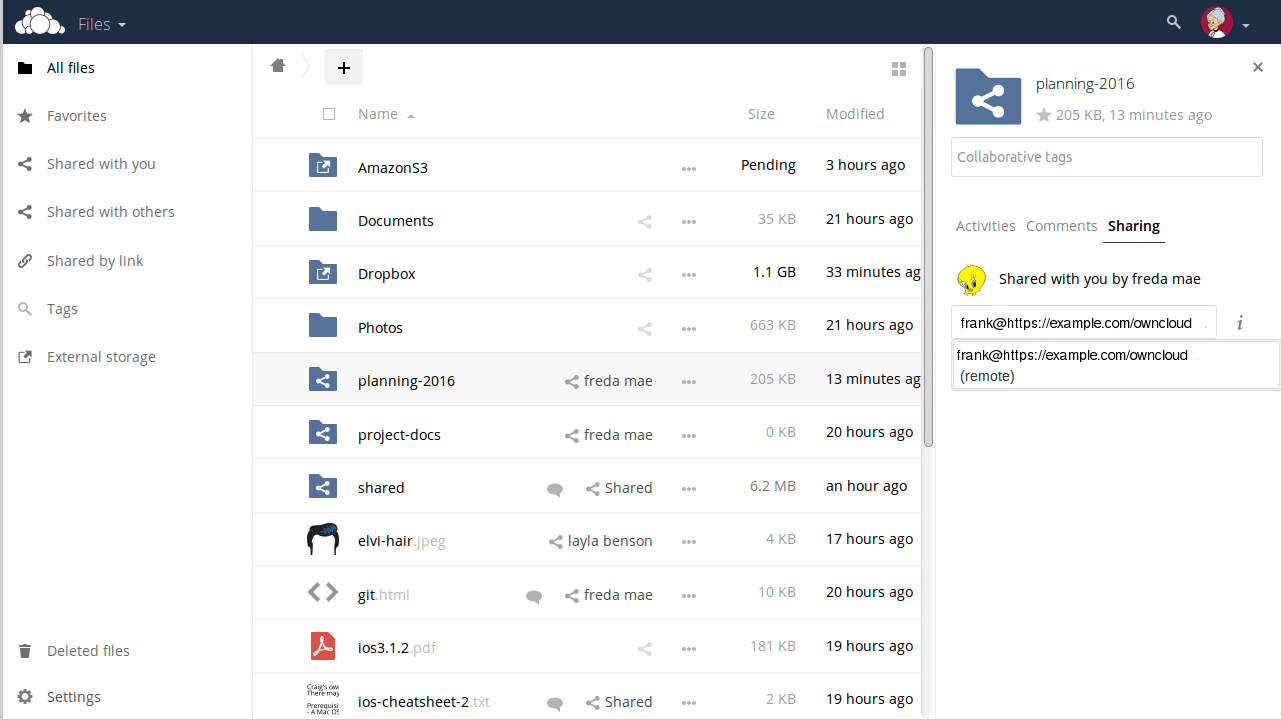 Files
All files
Favorites
Shared with you
Shared with others
Shared by link
Tags
External storage
Deleted files
Settings
Name Size Modified
AmazonS3 Pending 3 hours ago
Documents 35 KB 21 hours ago
Dropbox 1.1 GB 33 minutes ag
Photos 663 KB 21 hours ago
planning-2016 freda mae 205 KB 13 minutes ag
project-docs freda mae 0 KB 20 hours ago
shared Shared 6.2 MB an hour ago
elvi-hair.jpeg layla benson 4 KB 17 hours ago
git.html freda mae 10 KB 20 hours ago
ios3.1.2.pdf 181 KB 19 hours ago
Craig's ow
There may
Prerequisi
- A Mac OS
ios-cheatsheet-2.txt Shared 2 KB 19 hours ago
planning-2016
205 KB, 13 minutes ago
Collaborative tags
Activities Comments Sharing
Shared with you by freda mae
frank@https://example.com/owncloud
frank@https://example.com/owncloud
(remote)